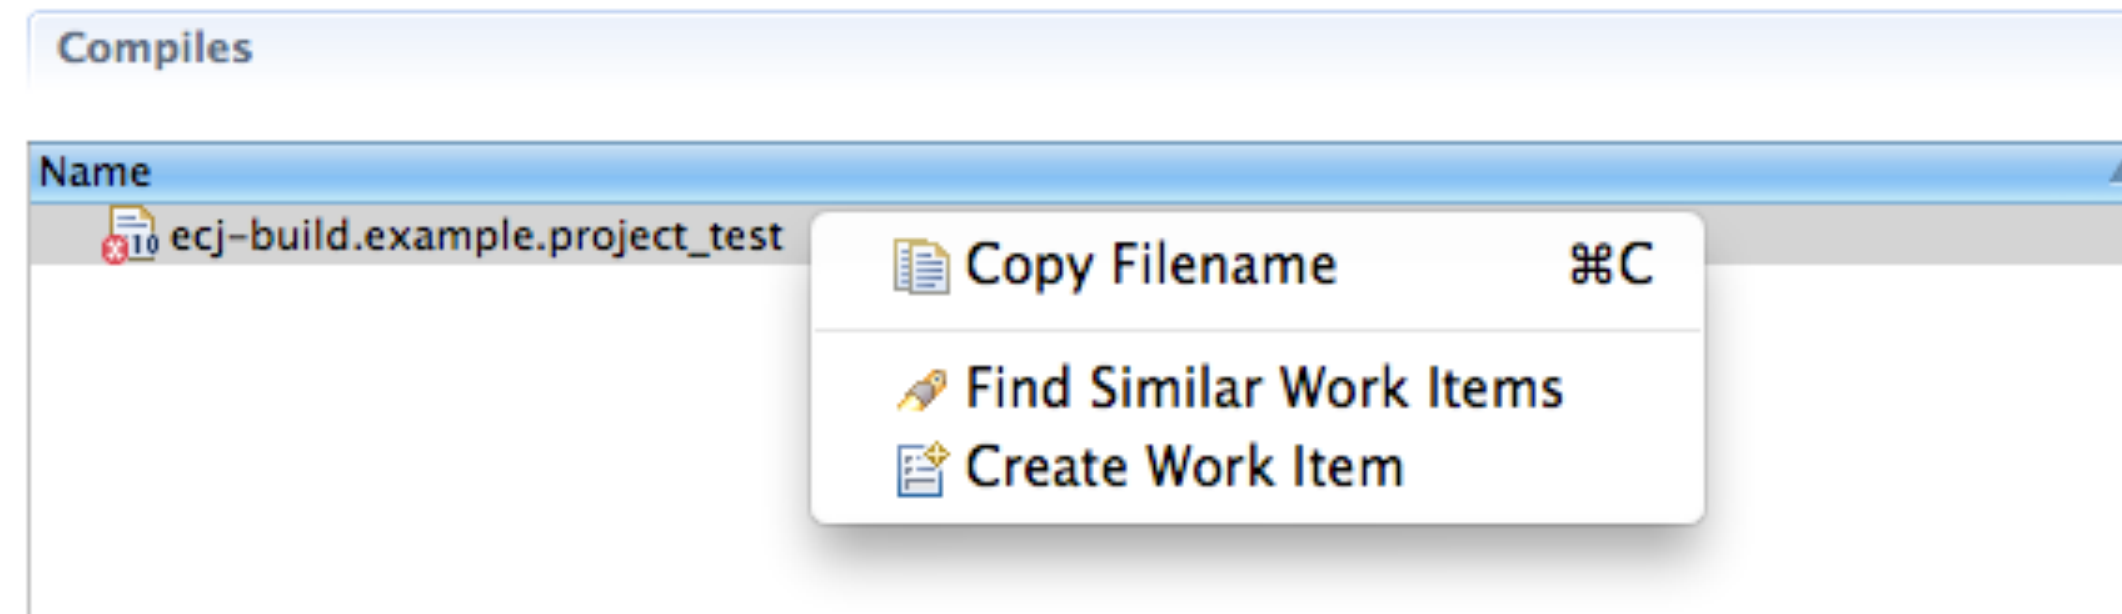 Compiles
Name
ecj-build.example.project_test
Copy Filename ⌘C
Find Similar Work Items
Create Work Item